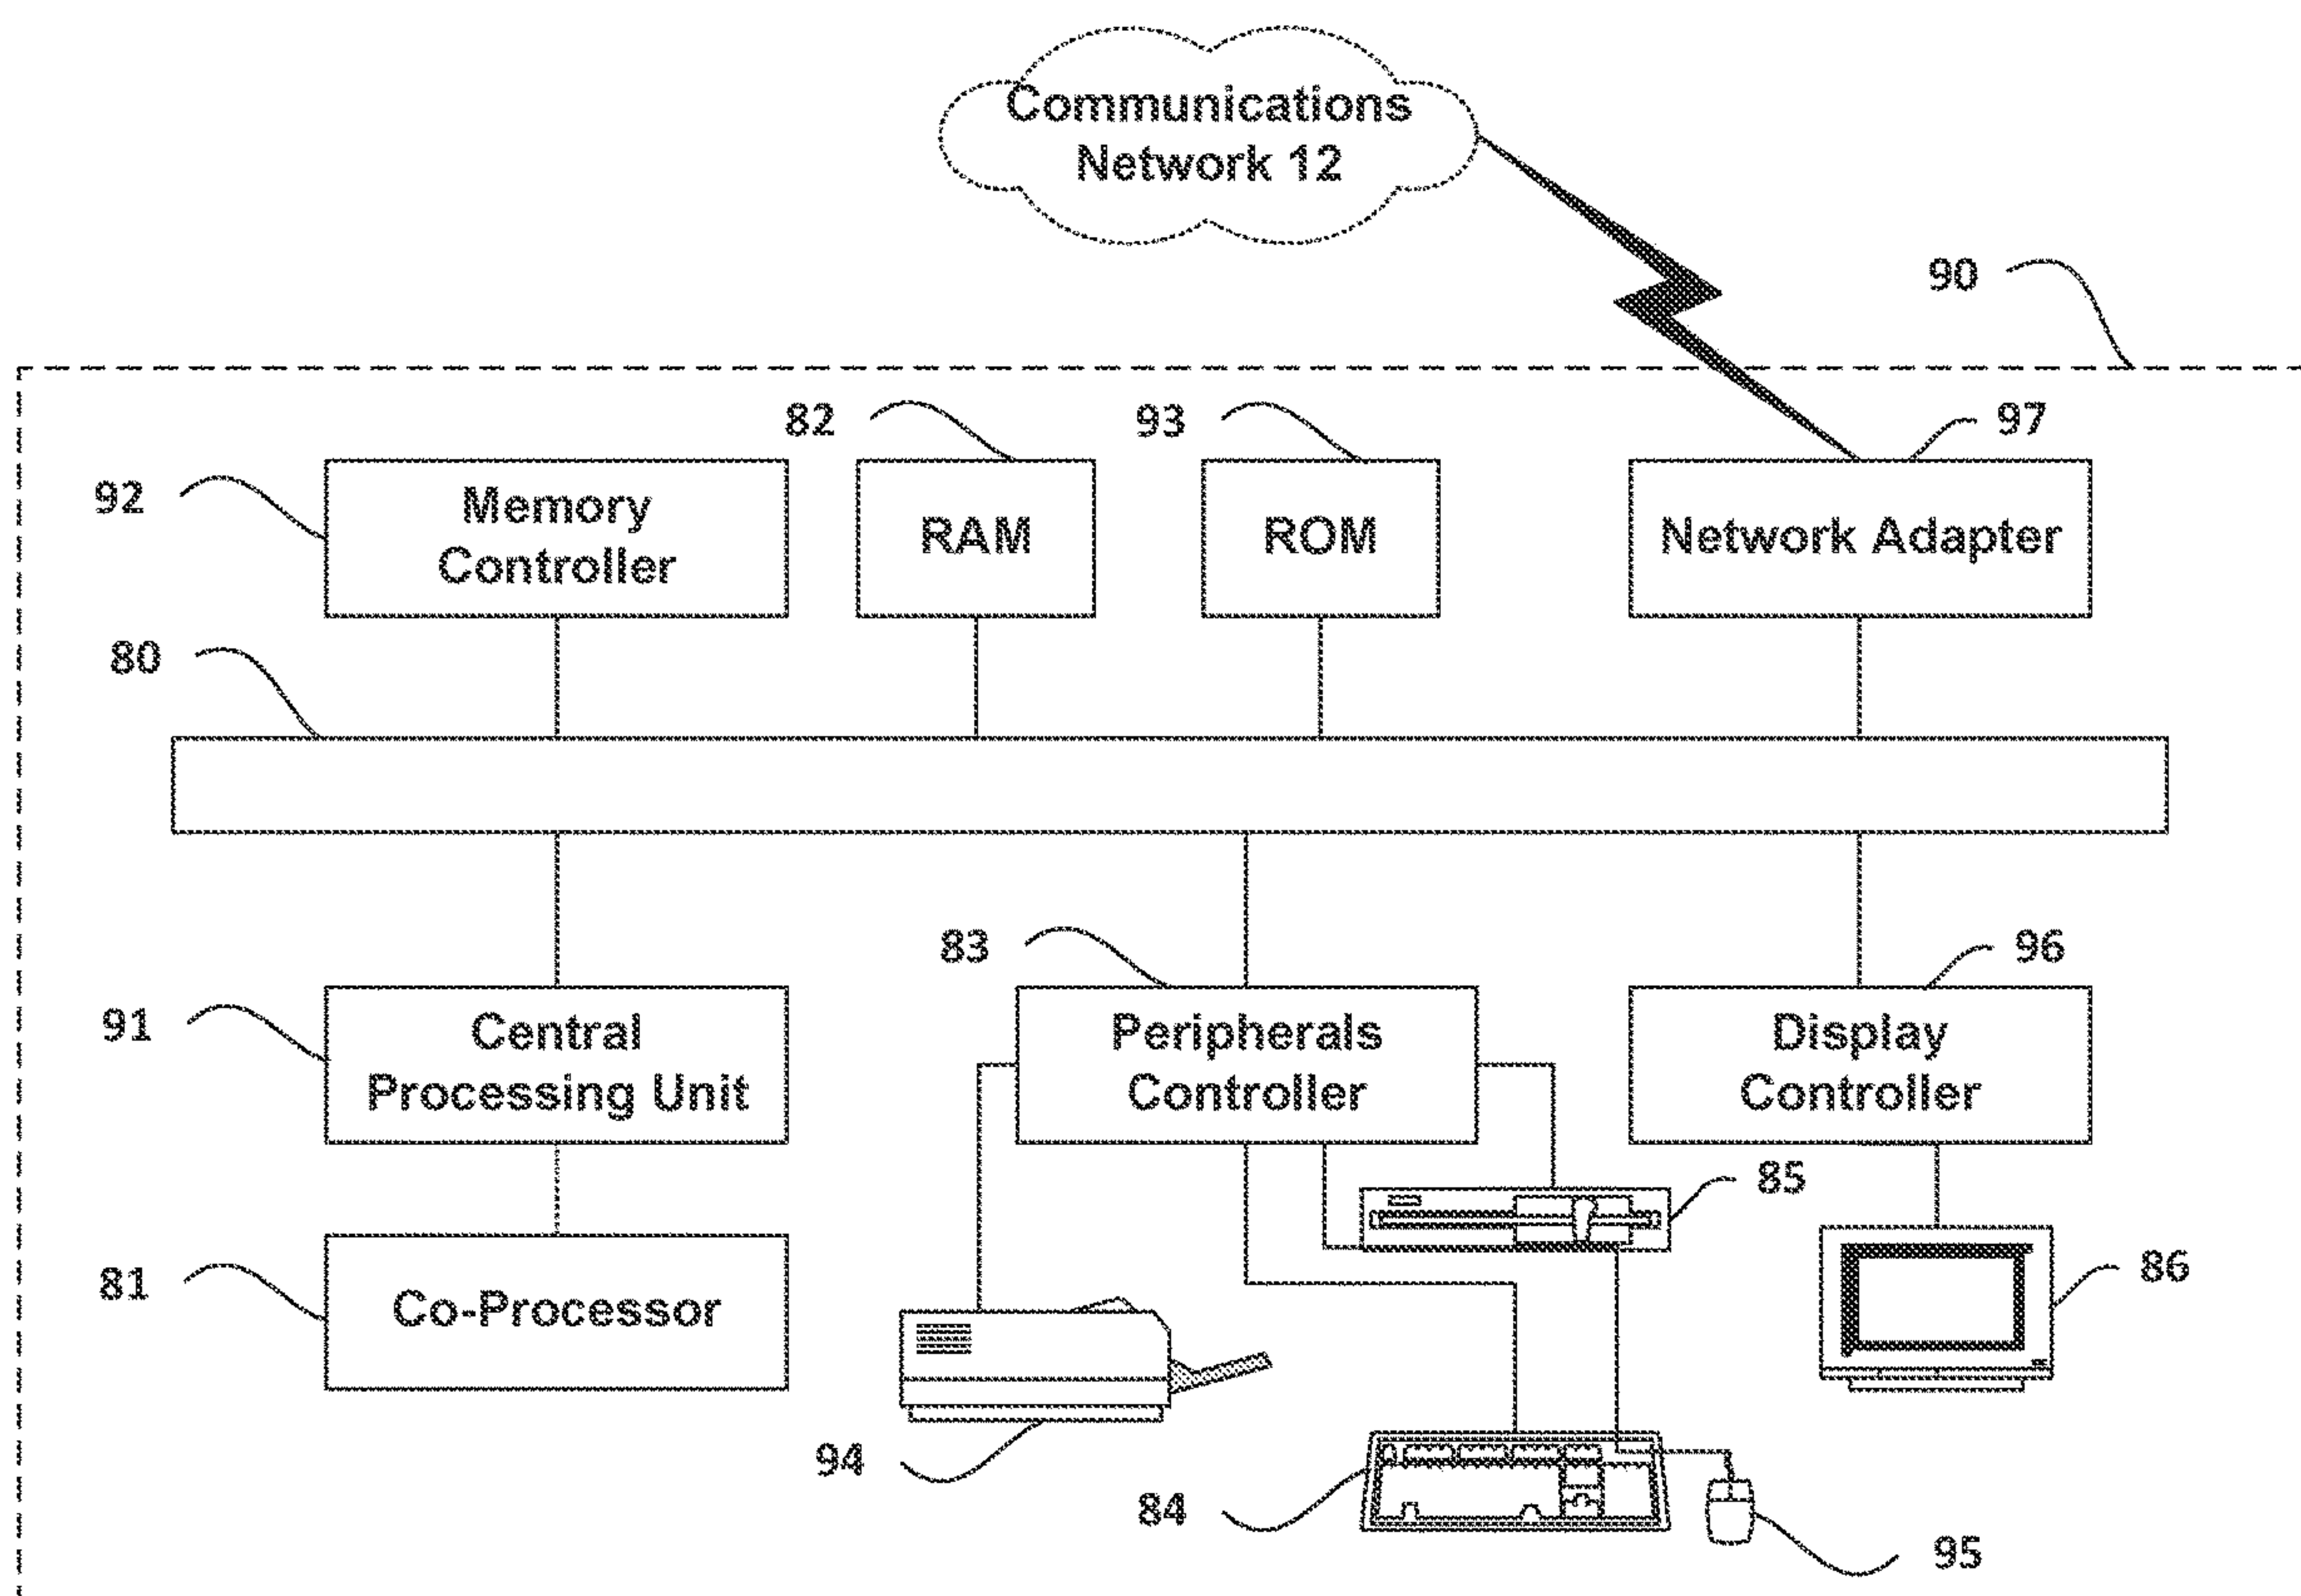 Communications
Network 12
90
82
93
97
92
Memory
Controller
RAM
ROM
Network Adapter
80
83
96
91
Central
Processing Unit
Peripherals
Controller
Display
Controller
85
81
Co-Processor
86
94
84
95